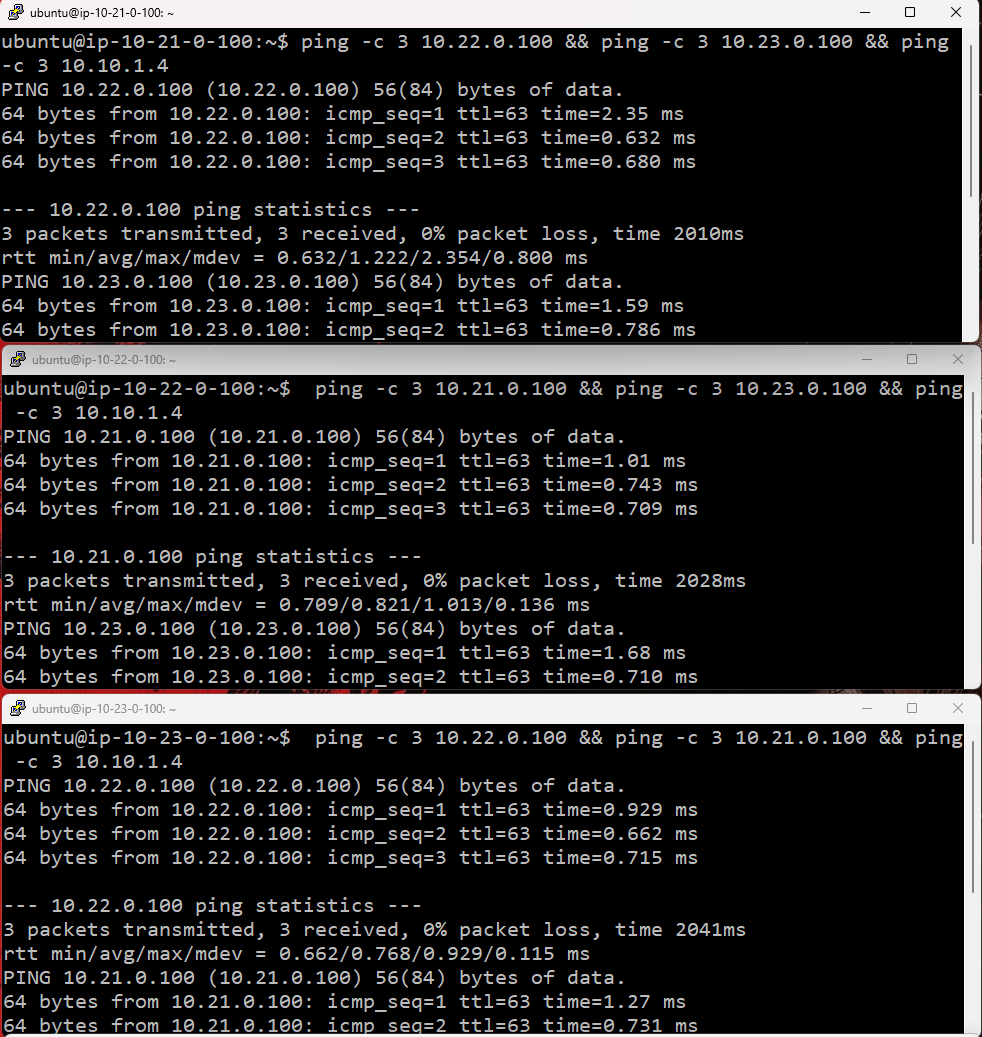 ubuntu@ip-10-21-0-100: ~
ubuntu@ip-10-21-0-100:~$ ping -c 3 10.22.0.100 && ping -c 3 10.23.0.100 && ping
-c 3 10.10.1.4
PING 10.22.0.100 (10.22.0.100) 56(84) bytes of data.
64 bytes from 10.22.0.100: icmp_seq=1 ttl=63 time=2.35 ms
64 bytes from 10.22.0.100: icmp_seq=2 ttl=63 time=0.632 ms
64 bytes from 10.22.0.100: icmp_seq=3 ttl=63 time=0.680 ms

--- 10.22.0.100 ping statistics ---
3 packets transmitted, 3 received, 0% packet loss, time 2010ms
rtt min/avg/max/mdev = 0.632/1.222/2.354/0.800 ms
PING 10.23.0.100 (10.23.0.100) 56(84) bytes of data.
64 bytes from 10.23.0.100: icmp_seq=1 ttl=63 time=1.59 ms
64 bytes from 10.23.0.100: icmp_seq=2 ttl=63 time=0.786 ms
ubuntu@ip-10-22-0-100: ~
ubuntu@ip-10-22-0-100:~$  ping -c 3 10.21.0.100 && ping -c 3 10.23.0.100 && ping
 -c 3 10.10.1.4
PING 10.21.0.100 (10.21.0.100) 56(84) bytes of data.
64 bytes from 10.21.0.100: icmp_seq=1 ttl=63 time=1.01 ms
64 bytes from 10.21.0.100: icmp_seq=2 ttl=63 time=0.743 ms
64 bytes from 10.21.0.100: icmp_seq=3 ttl=63 time=0.709 ms

--- 10.21.0.100 ping statistics ---
3 packets transmitted, 3 received, 0% packet loss, time 2028ms
rtt min/avg/max/mdev = 0.709/0.821/1.013/0.136 ms
PING 10.23.0.100 (10.23.0.100) 56(84) bytes of data.
64 bytes from 10.23.0.100: icmp_seq=1 ttl=63 time=1.68 ms
64 bytes from 10.23.0.100: icmp_seq=2 ttl=63 time=0.710 ms
ubuntu@ip-10-23-0-100: ~
ubuntu@ip-10-23-0-100:~$  ping -c 3 10.22.0.100 && ping -c 3 10.21.0.100 && ping
 -c 3 10.10.1.4
PING 10.22.0.100 (10.22.0.100) 56(84) bytes of data.
64 bytes from 10.22.0.100: icmp_seq=1 ttl=63 time=0.929 ms
64 bytes from 10.22.0.100: icmp_seq=2 ttl=63 time=0.662 ms
64 bytes from 10.22.0.100: icmp_seq=3 ttl=63 time=0.715 ms

--- 10.22.0.100 ping statistics ---
3 packets transmitted, 3 received, 0% packet loss, time 2041ms
rtt min/avg/max/mdev = 0.662/0.768/0.929/0.115 ms
PING 10.21.0.100 (10.21.0.100) 56(84) bytes of data.
64 bytes from 10.21.0.100: icmp_seq=1 ttl=63 time=1.27 ms
64 bytes from 10.21.0.100: icmp_seq=2 ttl=63 time=0.731 ms